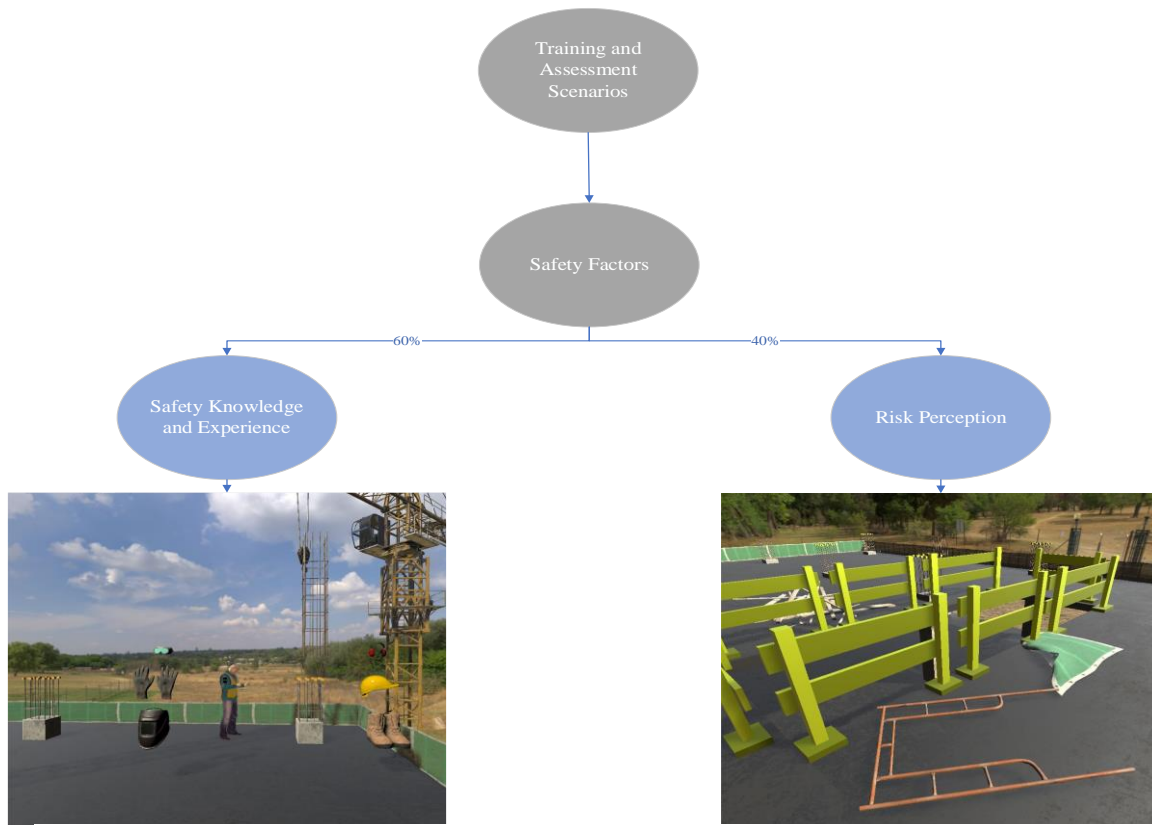 Training and
Assessment
Scenarios
Safety Factors
60%
40%
Safety Knowledge
and Experience
Risk Perception